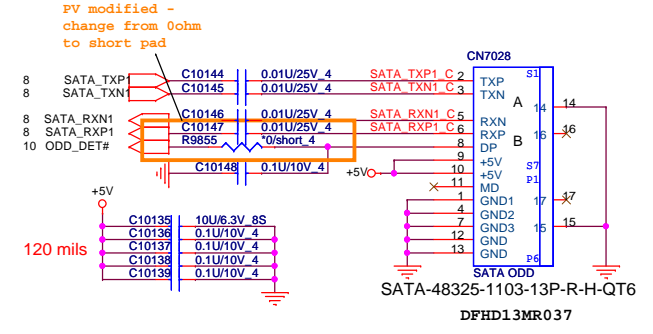 PV modified -
change from 0ohm
to short pad
CN7028
8 SATA_TXP1 C10144 0.01U/25V_4 SATA_TXP1_C 2 TXP S1
8 SATA_TXN1 C10145 0.01U/25V_4 SATA_TXN1_C 3 TXN
A 14 14
8 SATA_RXN1 C10146 0.01U/25V_4 SATA_RXN1_C 5 RXN
8 SATA_RXP1 C10147 0.01U/25V_4 SATA_RXP1_C 6 RXP 16 16
10 ODD_DET# R9855 *0/short_4 8 DP B
9 +5V S7
C10148 0.1U/10V_4 +5V 10 +5V P1
11 MD
+5V 1 GND1 17 17
4 GND2
C10135 10U/6.3V_8S 7 GND3 15 15
C10136 0.1U/10V_4 12 GND
120 mils C10137 0.1U/10V_4 13 GND P6
C10138 0.1U/10V_4 SATA ODD
C10139 0.1U/10V_4
SATA-48325-1103-13P-R-H-QT6
DFHD13MR037